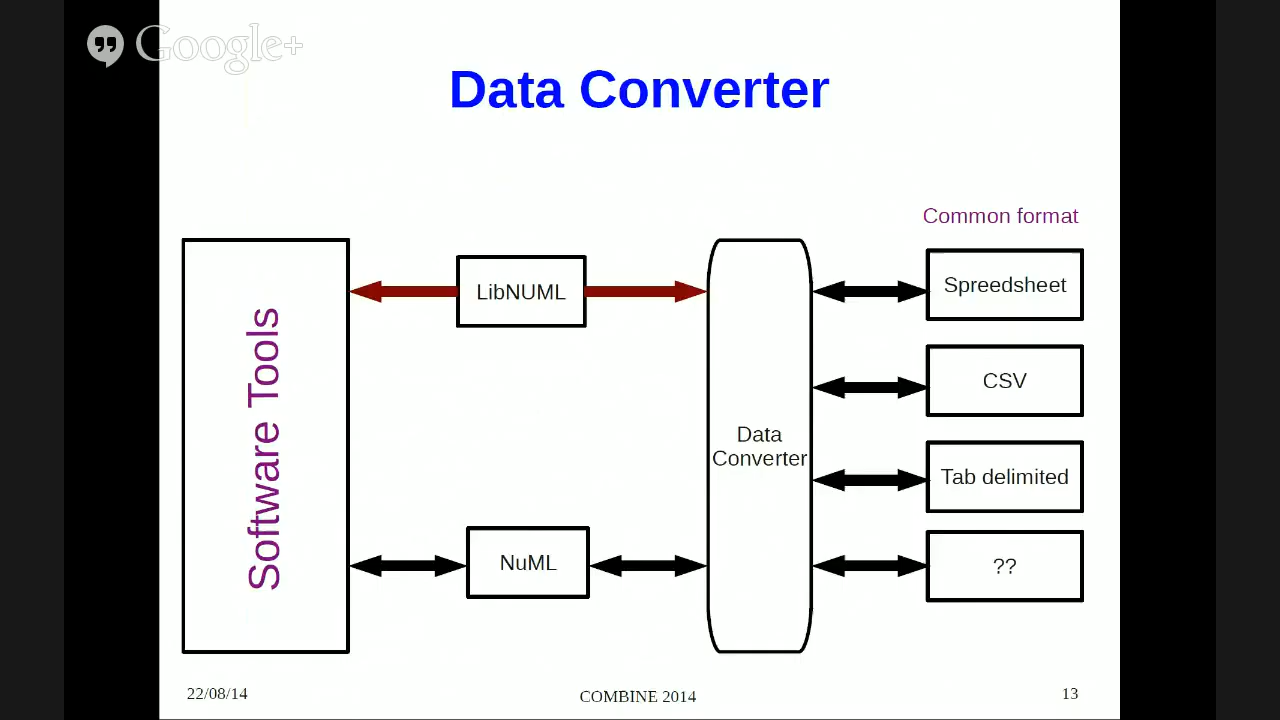 Google+
Data Converter
Common format
Software Tools
LibNUML
Spreedsheet
CSV
Data
Converter
Tab delimited
NuML
??
22/08/14
COMBINE 2014
13